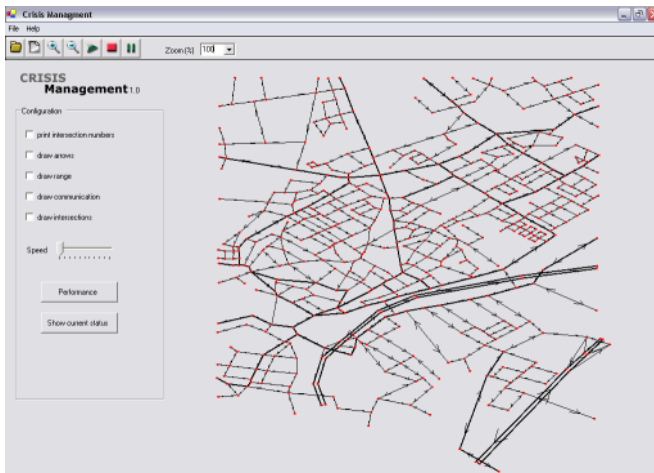 Crisis Managment
File Help
Zoom (%) 100
CRISIS
Management 1.0
Configuration
print intersection numbers
draw arrows
draw range
draw communication
draw intersections
Speed
Performance
Show current status